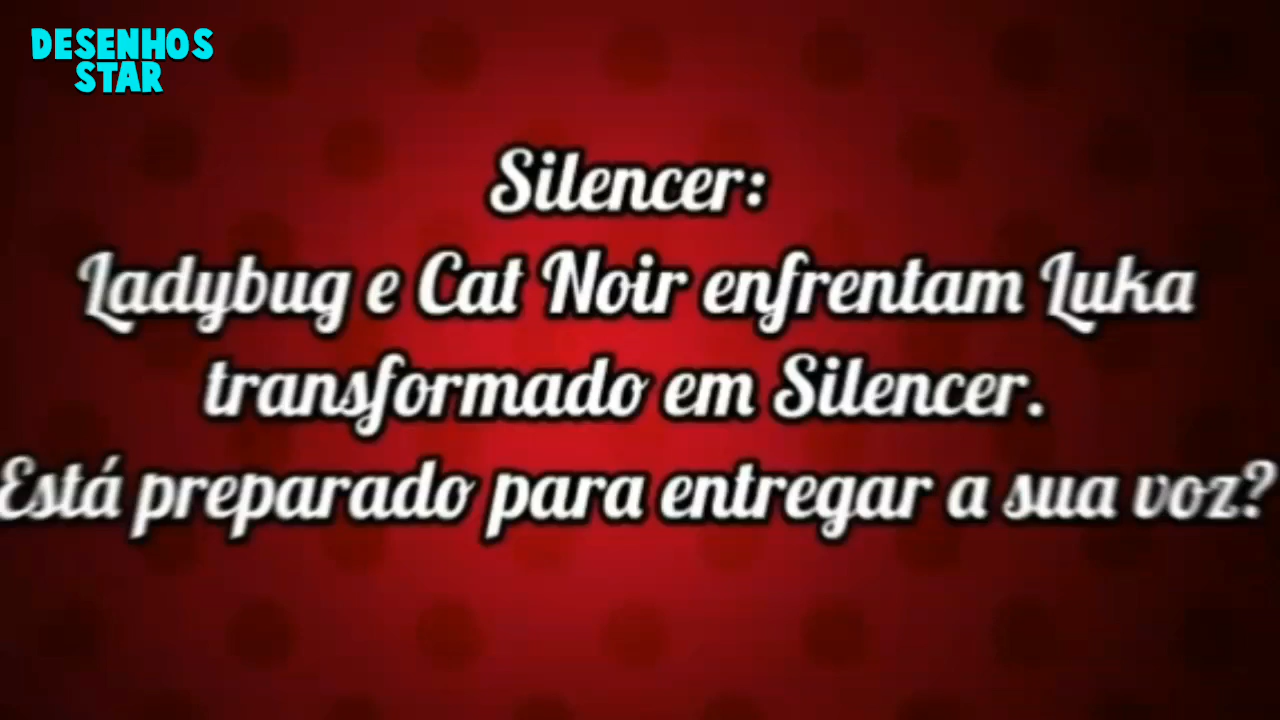 DESENHOS
STAR
Silencer:
Ladybug e Cat Noir enfrentam Luka
transformado em Silencer.
Está preparado para entregar a sua voz?